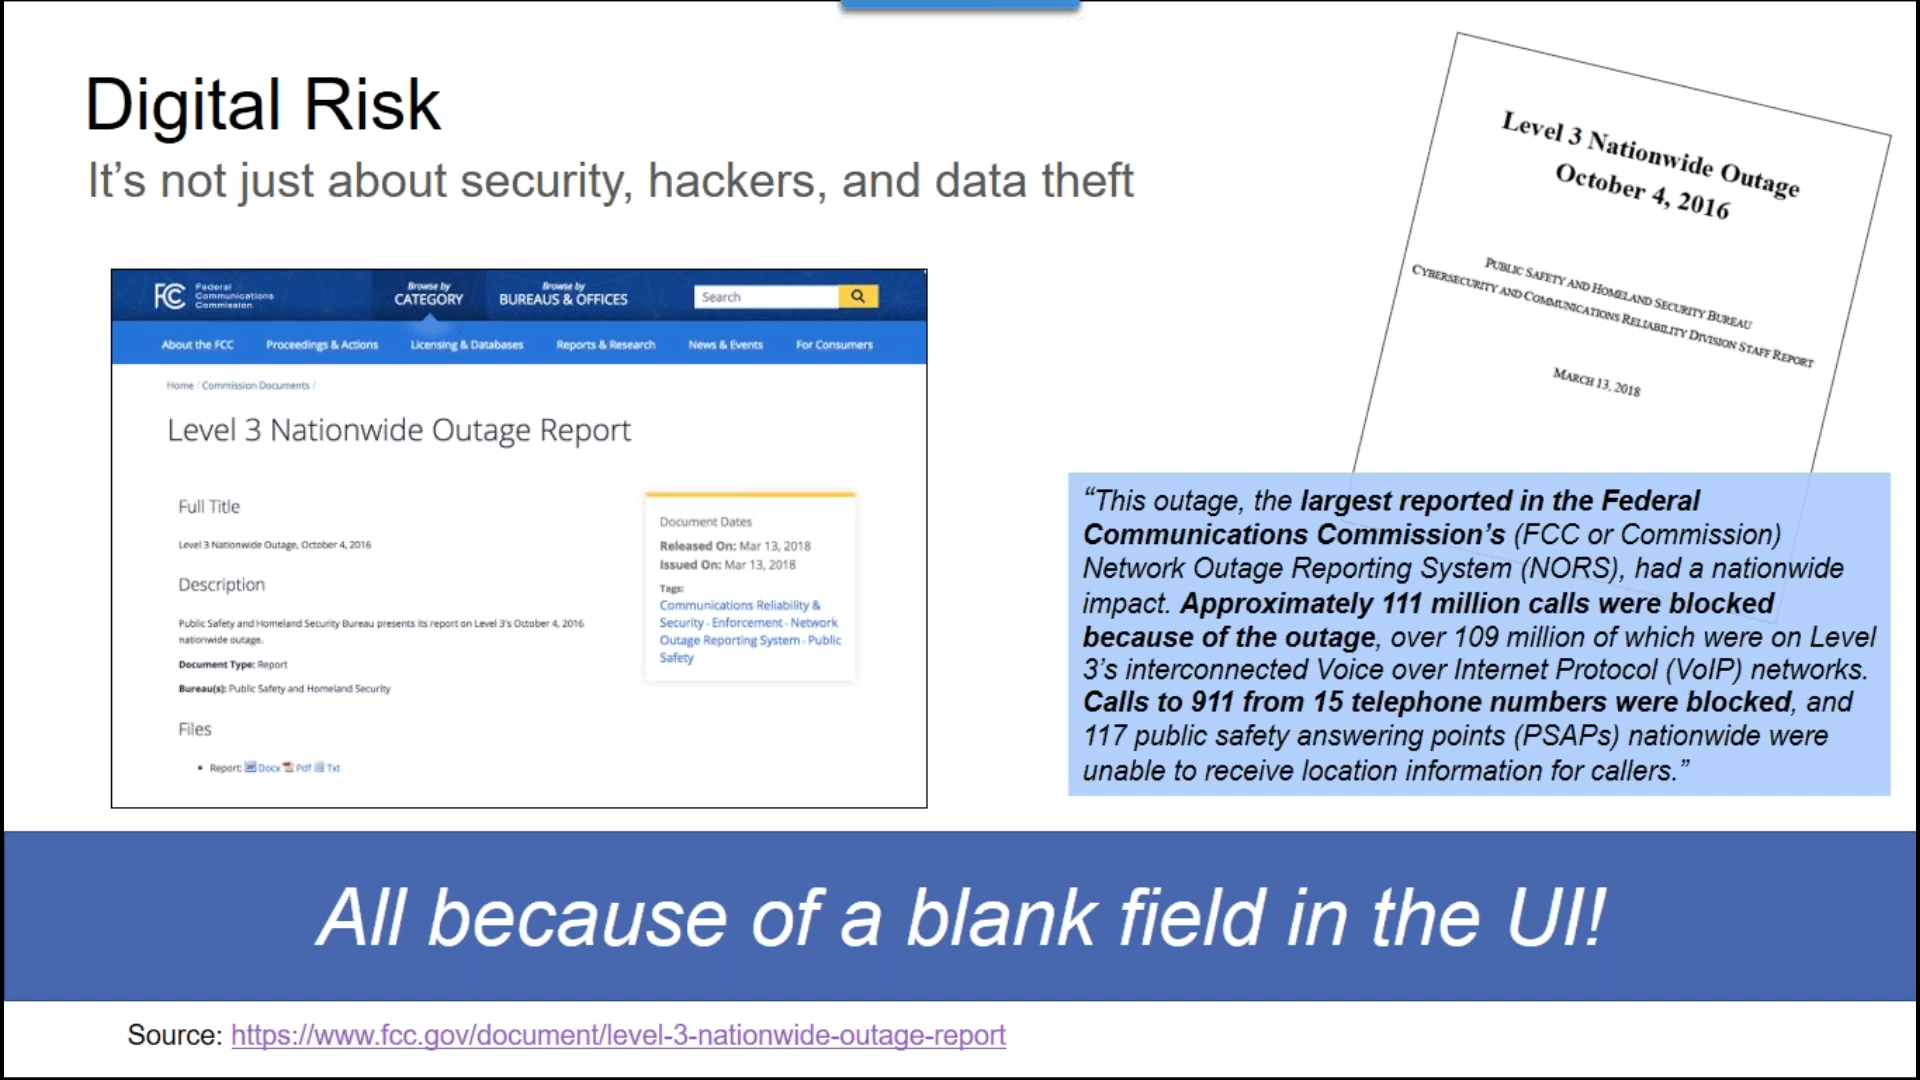 Digital Risk
It’s not just about security, hackers, and data theft
Level 3 Nationwide Outage
October 4, 2016
PUBLIC SAFETY AND HOMELAND SECURITY BUREAU
CYBERSECURITY AND COMMUNICATIONS RELIABILITY DIVISION STAFF REPORT
MARCH 13, 2018
FCC Federal
Communications
Commission
Browse by
CATEGORY
Browse by
BUREAUS & OFFICES
Search
About the FCC Proceedings & Actions Licensing & Databases Reports & Research News & Events For Consumers
Home / Commission Documents /
Level 3 Nationwide Outage Report
Full Title
Level 3 Nationwide Outage, October 4, 2016
Description
Public Safety and Homeland Security Bureau presents its report on Level 3's October 4, 2016
nationwide outage.
Document Type: Report
Bureau(s): Public Safety and Homeland Security
Files
• Report: Docx Pdf Txt
Document Dates
Released On: Mar 13, 2018
Issued On: Mar 13, 2018
Tags:
Communications Reliability &
Security - Enforcement - Network
Outage Reporting System - Public
Safety
“This outage, the largest reported in the Federal
Communications Commission’s (FCC or Commission)
Network Outage Reporting System (NORS), had a nationwide
impact. Approximately 111 million calls were blocked
because of the outage, over 109 million of which were on Level
3’s interconnected Voice over Internet Protocol (VoIP) networks.
Calls to 911 from 15 telephone numbers were blocked, and
117 public safety answering points (PSAPs) nationwide were
unable to receive location information for callers.”
All because of a blank field in the UI!
Source: https://www.fcc.gov/document/level-3-nationwide-outage-report